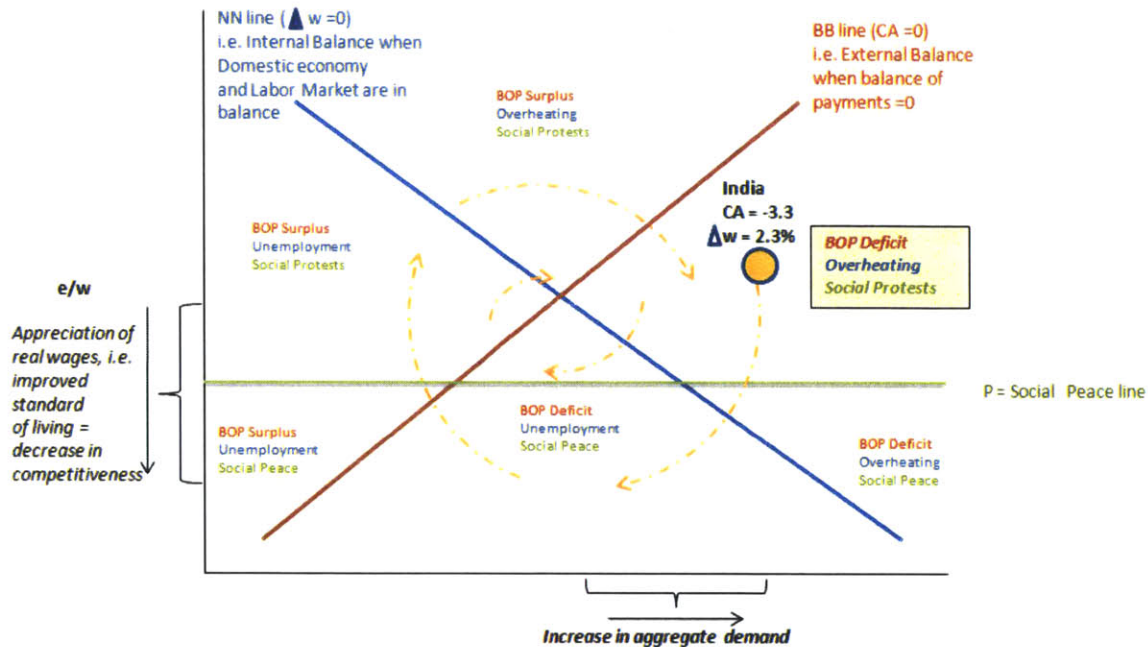 NN line (▲ w =0)
i.e. Internal Balance when
Domestic economy
and Labor Market are in
balance
BB line (CA =0)
i.e. External Balance
when balance of
payments =0
BOP Surplus
Overheating
Social Protests
India
CA = -3.3
Δw = 2.3%
BOP Deficit
Overheating
Social Protests
BOP Surplus
Unemployment
Social Protests
e/w
Appreciation of
real wages, i.e.
improved
standard
of living =
decrease in
competitiveness
P = Social Peace line
BOP Surplus
Unemployment
Social Peace
BOP Deficit
Unemployment
Social Peace
BOP Deficit
Overheating
Social Peace
Increase in aggregate demand